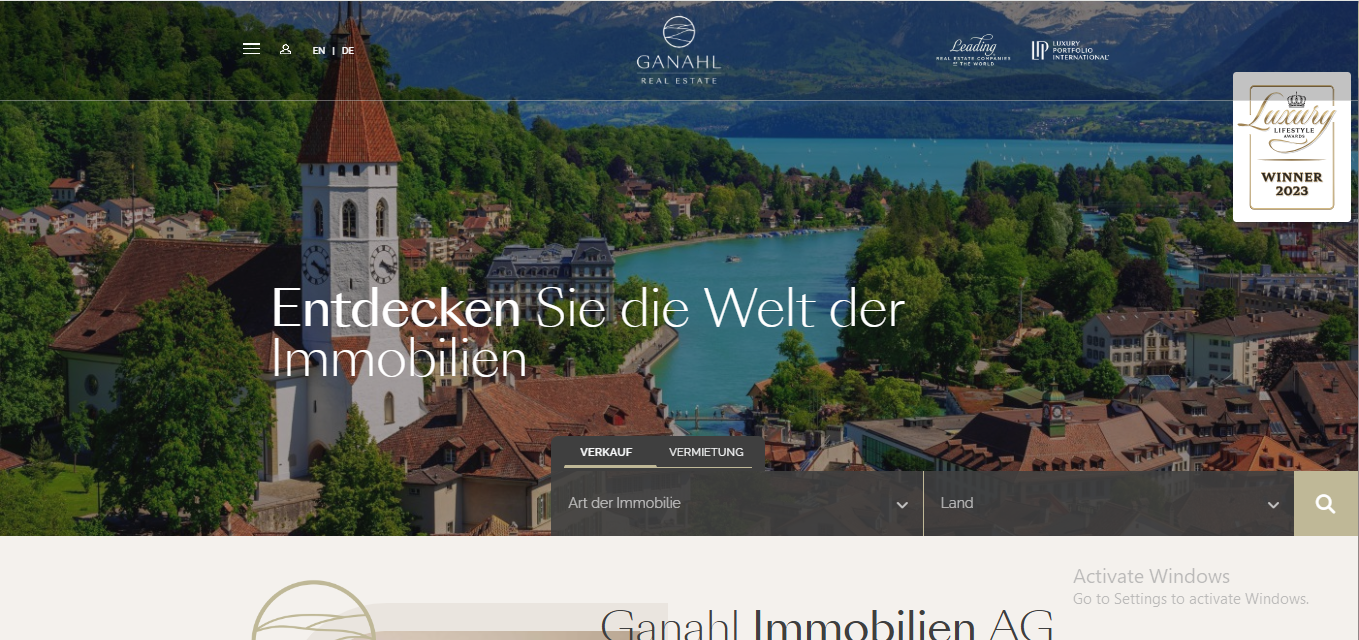 EN | DE
GANAHL
REAL ESTATE
Leading
REAL ESTATE COMPANIES
OF THE WORLD
LUXURY
PORTFOLIO
INTERNATIONAL
Luxury
LIFESTYLE
AWARDS
WINNER
2023
Entdecken Sie die Welt der
Immobilien
VERKAUF VERMIETUNG
Art der Immobilie
Land
Activate Windows
Go to Settings to activate Windows.
Ganahl Immobilien AG